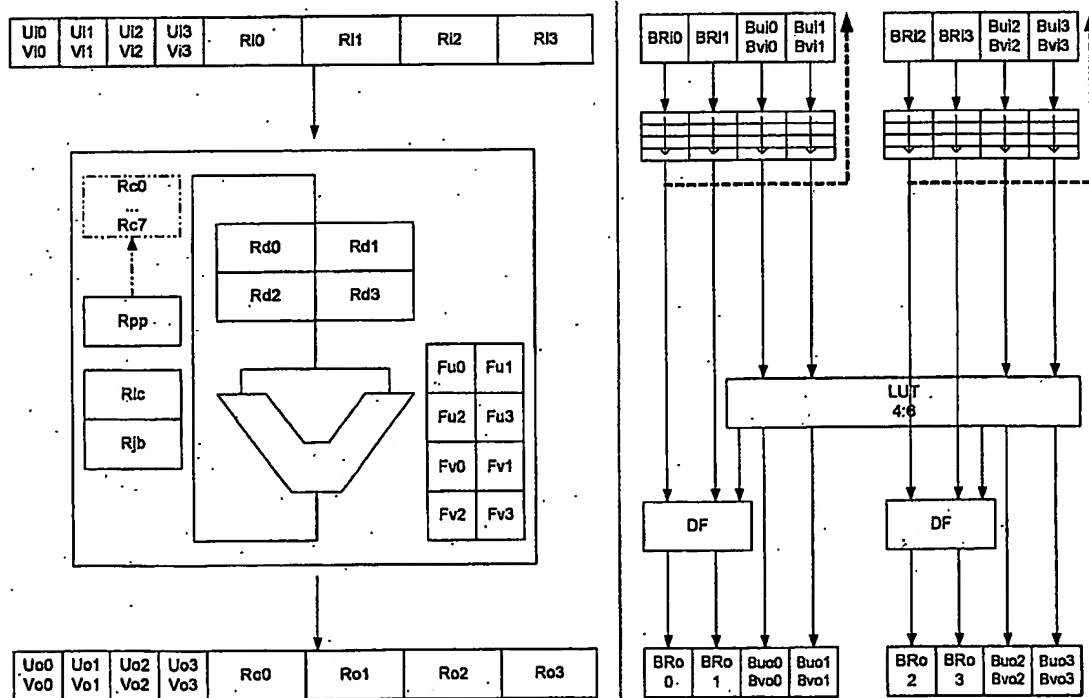 UI0 UI1 UI2 UI3
VI0 Vi1 Vi2 Vi3
RI0 RI1 RI2 RI3
Rc0
...
Rc7
Rpp
Rlc
Rjb
Rd0 Rd1
Rd2 Rd3
Fu0 Fu1
Fu2 Fu3
Fv0 Fv1
Fv2 Fv3
Uo0 Uo1 Uo2 Uo3
Vo0 Vo1 Vo2 Vo3
Ro0 Ro1 Ro2 Ro3
BRI0 BRI1 Bui0 Bui1
Bvi0 Bvi1
BRI2 BRI3 Bui2 Bui3
Bvi2 Bvi3
LUT
4:6
DF DF
BRo BRo Buo0 Buo1
0 1 Bvo0 Bvo1
BRo BRo Buo2 Buo3
2 3 Bvo2 Bvo3